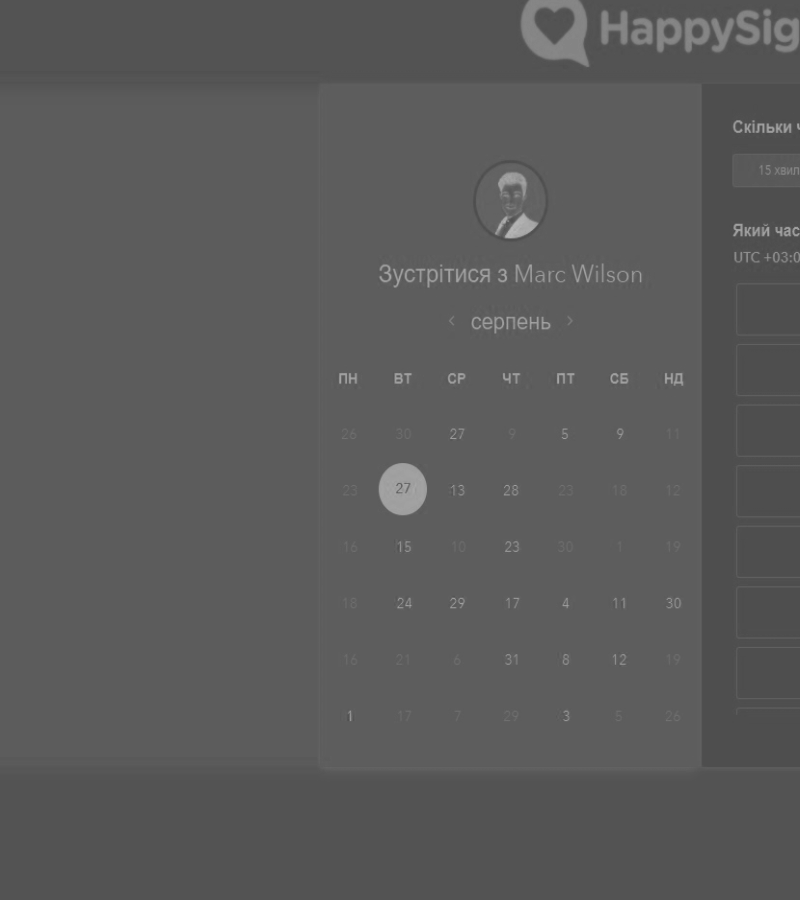 HappySig
Зустрітися з Marc Wilson
< серпень >
ПН ВТ СР ЧТ ПТ СБ НД
26 30 27 9 5 9 11
23 27 13 28 23 18 12
16 15 10 23 30 1 19
18 24 29 17 4 11 30
16 21 6 31 8 12 19
1 17 7 29 3 5 26
Скільки ч
15 хвил
Який час
UTC +03:0